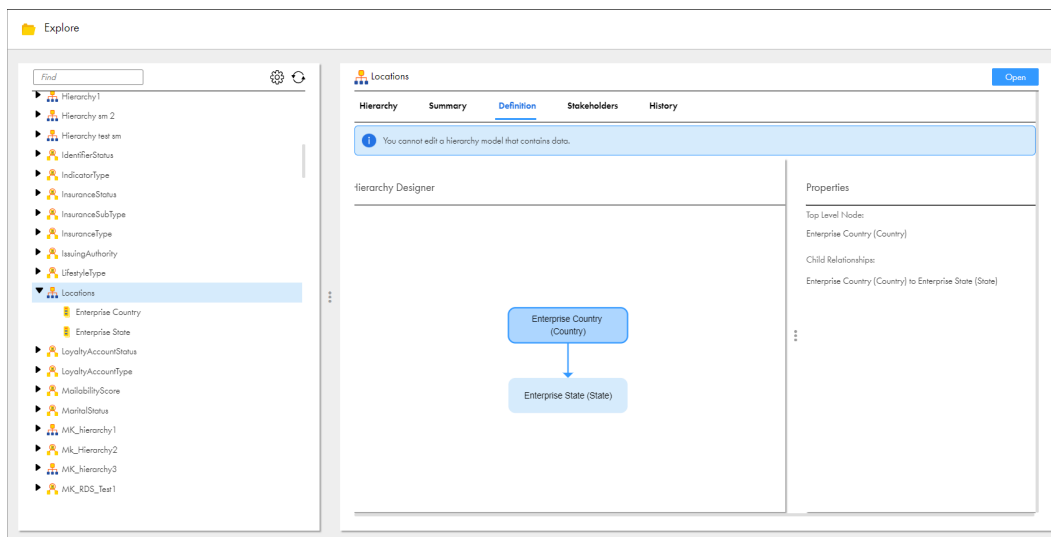 Explore
Find
Hierarchy1
Hierarchy sm 2
Hierarchy test sm
IdentifierStatus
IndicatorType
InsuranceStatus
InsuranceSubType
InsuranceType
IssuingAuthority
LifestyleType
Locations
Enterprise Country
Enterprise State
LoyaltyAccountStatus
LoyaltyAccountType
MailabilityScore
MaritalStatus
MK_hierarchy1
Mk_Hierarchy2
MK_hierarchy3
MK_RDS_Test1
Locations
Open
Hierarchy Summary Definition Stakeholders History
You cannot edit a hierarchy model that contains data.
Hierarchy Designer
Enterprise Country
(Country)
Enterprise State (State)
Properties
Top Level Node:
Enterprise Country (Country)
Child Relationships:
Enterprise Country (Country) to Enterprise State (State)